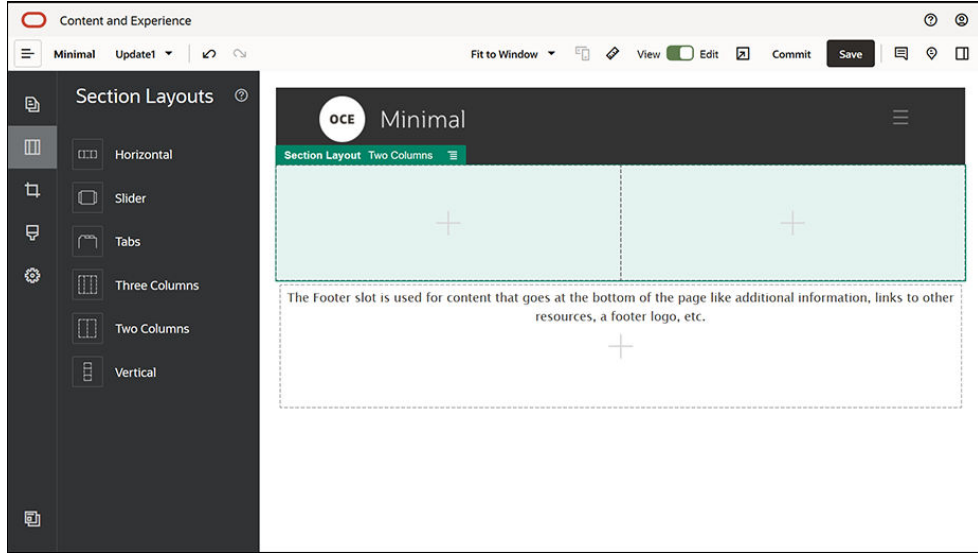 Content and Experience
Minimal Update1 Fit to Window View Edit Commit Save
Section Layouts
Horizontal
Slider
Tabs
Three Columns
Two Columns
Vertical
OCE Minimal
Section Layout Two Columns
The Footer slot is used for content that goes at the bottom of the page like additional information, links to other
resources, a footer logo, etc.